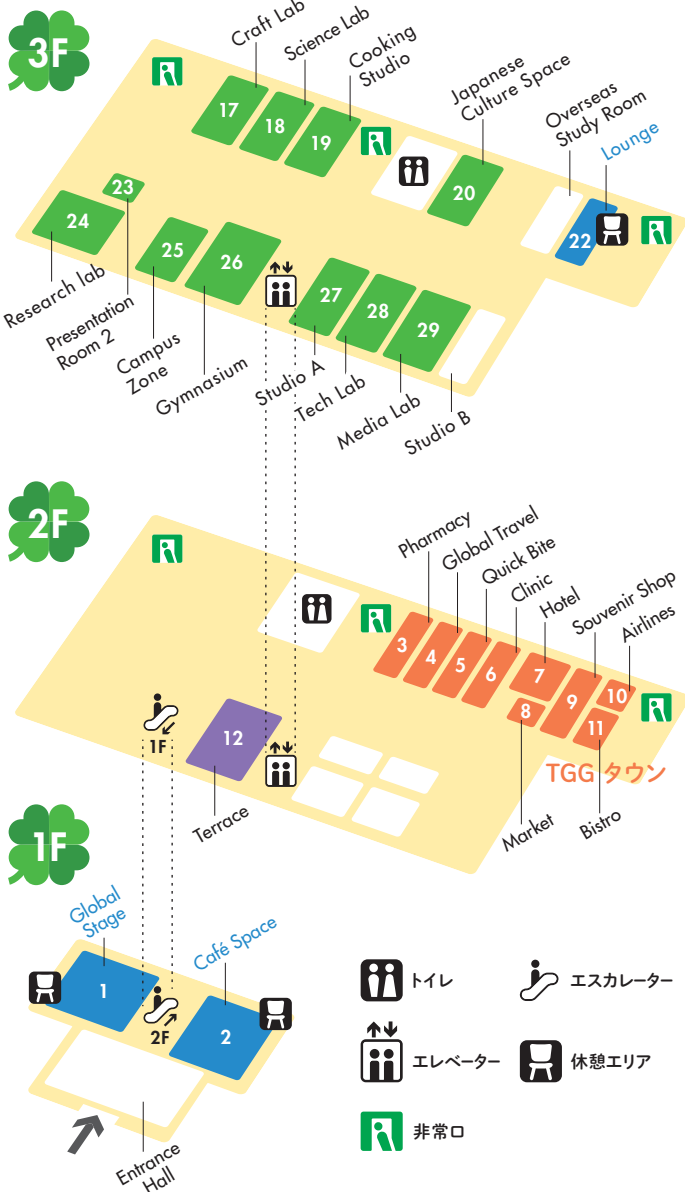 3F
Craft Lab
Science Lab
Cooking
Studio
Japanese
Culture Space
Overseas
Study Room
Lounge
17
18
19
20
22
23
24
25
26
27
28
29
Research lab
Presentation
Room 2
Campus
Zone
Gymnasium
Studio A
Tech Lab
Media Lab
Studio B
2F
Pharmacy
Global Travel
Quick Bite
Clinic
Hotel
Souvenir Shop
Airlines
3
4
5
6
7
8
9
10
11
12
1F
TGG タウン
Terrace
Market
Bistro
1F
Global
Stage
Café Space
1
2F
2
Entrance
Hall
トイレ
エスカレーター
エレベーター
休憩エリア
非常口